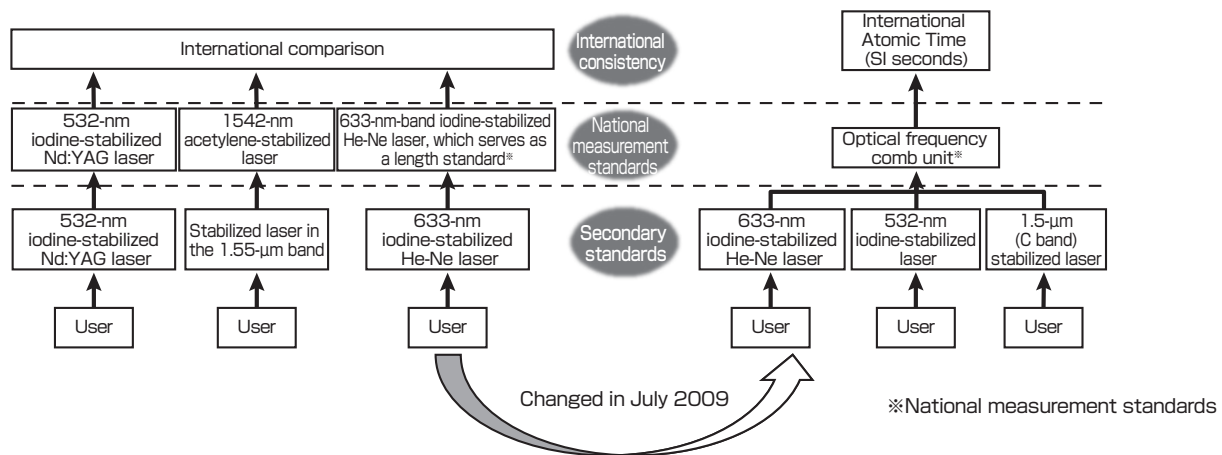 International comparison
International
consistency
International
Atomic Time
(SI seconds)
532-nm
iodine-stabilized
Nd:YAG laser
1542-nm
acetylene-stabilized
laser
633-nm-band iodine-stabilized
He-Ne laser, which serves as
a length standard※
National
measurement
standards
Optical frequency
comb unit※
532-nm
iodine-stabilized
Nd:YAG laser
Stabilized laser in
the 1.55-µm band
633-nm
iodine-stabilized
He-Ne laser
Secondary
standards
633-nm
iodine-stabilized
He-Ne laser
532-nm
iodine-stabilized
laser
1.5-µm
(C band)
stabilized laser
User
User
User
User
User
User
Changed in July 2009
※National measurement standards